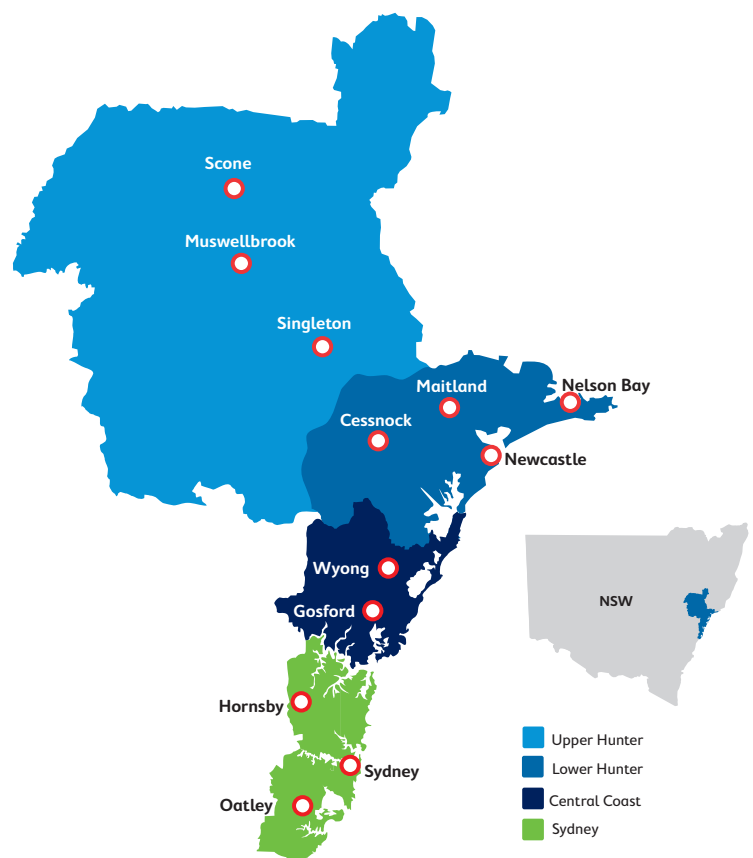 Scone
Muswellbrook
Singleton
Maitland
Nelson Bay
Cessnock
Newcastle
Wyong
NSW
Gosford
Hornsby
Upper Hunter
Lower Hunter
Sydney
Central Coast
Oatley
Sydney